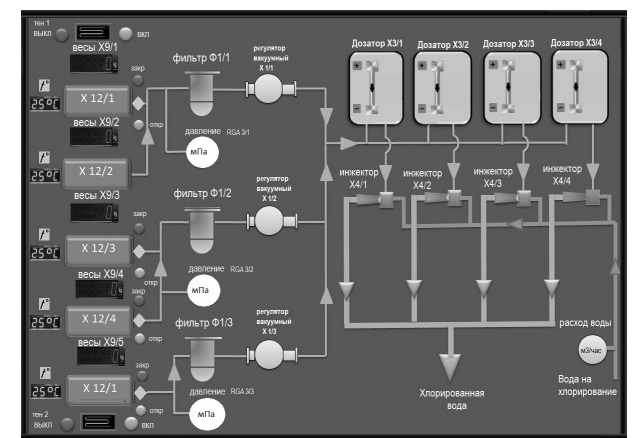 тен 1
ВЫКЛ
ВКЛ
весы X9/1
закр
фильтр Ф1/1
регулятор
вакуумный
X 1/1
Дозатор X3/1
Дозатор X3/2
Дозатор X3/3
Дозатор X3/4
t°
25°C
X 12/1
весы X9/2
откр
давление RGA 3/1
мПа
t°
25°C
X 12/2
весы X9/3
инжектор
X4/1
инжектор
X4/2
инжектор
X4/3
инжектор
X4/4
фильтр Ф1/2
регулятор
вакуумный
X 1/2
закр
t°
25°C
X 12/3
весы X9/4
откр
закр
давление RGA 3/2
мПа
t°
25°C
X 12/4
весы X9/5
фильтр Ф1/3
регулятор
вакуумный
X 1/3
расход воды
м3/час
закр
t°
25°C
X 12/1
откр
давление RGA 3/3
мПа
Хлорированная
вода
Вода на
хлорирование
тен 2
ВЫКЛ
ВКЛ